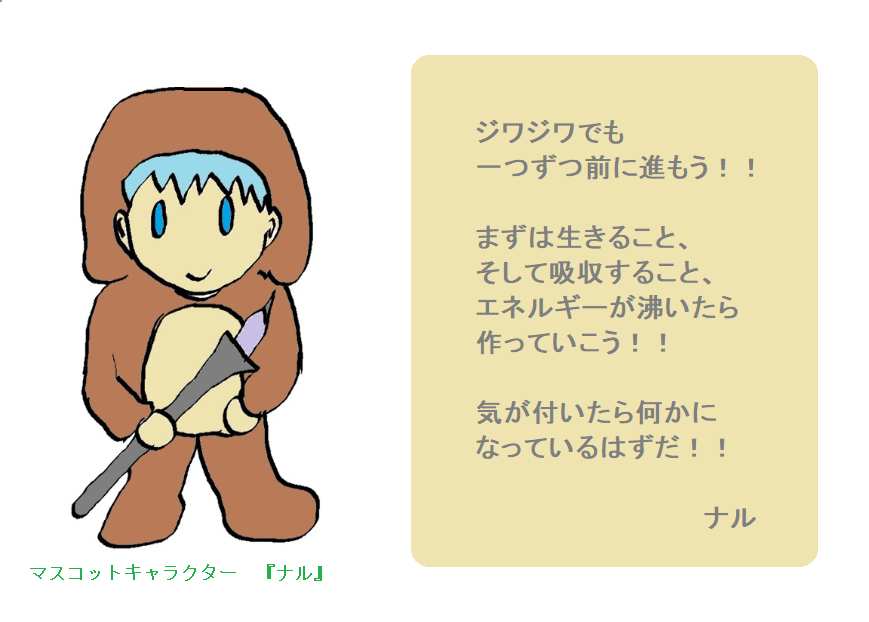 ジワジワでも
一つずつ前に進もう！！
まずは生きること、
そして吸収すること、
エネルギーが沸いたら
作っていこう！！
気が付いたら何かに
なっているはずだ！！
ナル
マスコットキャラクター　『ナル』